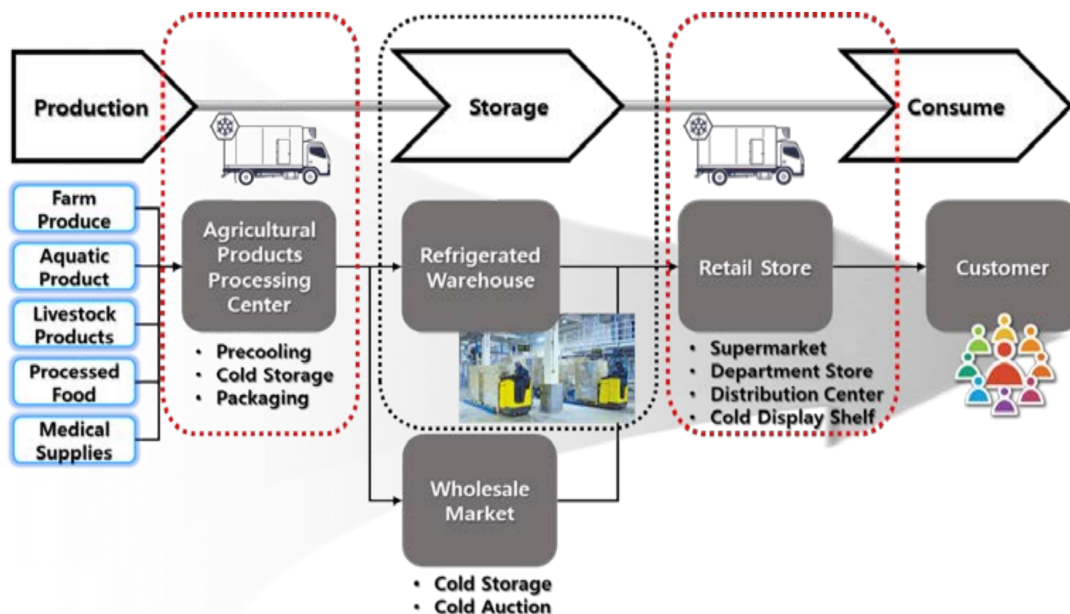 Production
Storage
Consume
Farm
Produce
Aquatic
Product
Livestock
Products
Processed
Food
Medical
Supplies
Agricultural
Products
Processing
Center
• Precooling
• Cold Storage
• Packaging
Refrigerated
Warehouse
Wholesale
Market
• Cold Storage
• Cold Auction
Retail Store
• Supermarket
• Department Store
• Distribution Center
• Cold Display Shelf
Customer